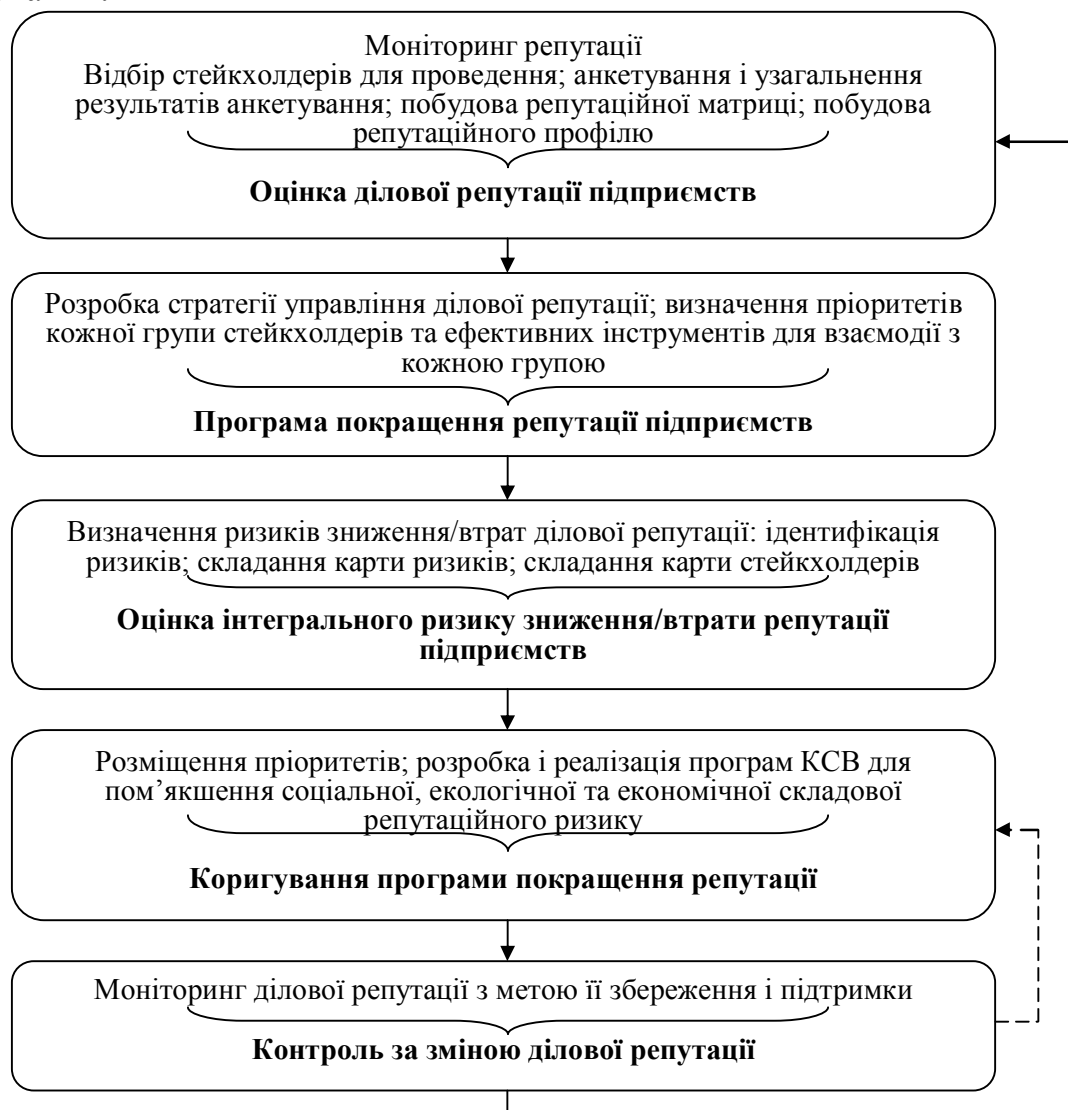 Моніторинг репутації
Відбір стейкхолдерів для проведення; анкетування і узагальнення
результатів анкетування; побудова репутаційної матриці; побудова
репутаційного профілю
Оцінка ділової репутації підприємств
Розробка стратегії управління ділової репутації; визначення пріоритетів
кожної групи стейкхолдерів та ефективних інструментів для взаємодії з
кожною групою
Програма покращення репутації підприємств
Визначення ризиків зниження/втрат ділової репутації: ідентифікація
ризиків; складання карти ризиків; складання карти стейкхолдерів
Оцінка інтегрального ризику зниження/втрати репутації
підприємств
Розміщення пріоритетів; розробка і реалізація програм КСВ для
пом’якшення соціальної, екологічної та економічної складової
репутаційного ризику
Коригування програми покращення репутації
Моніторинг ділової репутації з метою її збереження і підтримки
Контроль за зміною ділової репутації